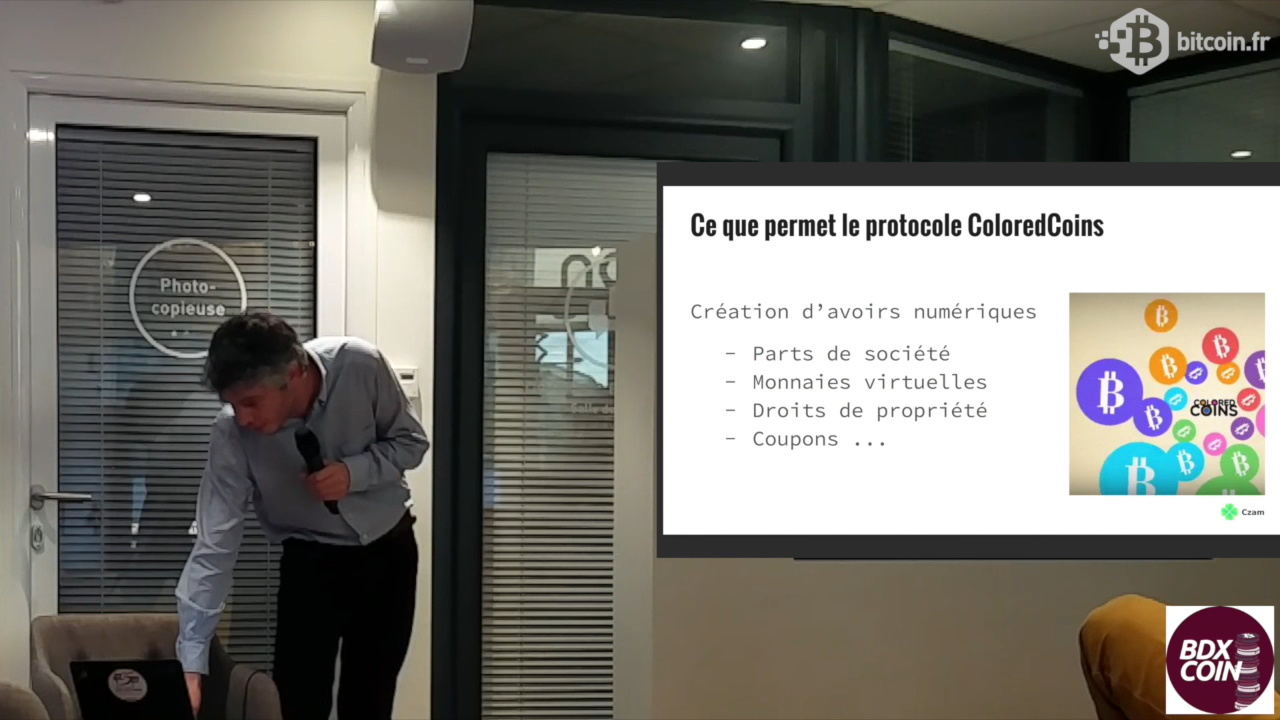 bitcoin.fr
Photo-
copieuse
Ce que permet le protocole ColoredCoins
Création d'avoirs numériques
- Parts de société
- Monnaies virtuelles
- Droits de propriété
- Coupons ...
COLORED
COINS
Czam
BDX
COIN